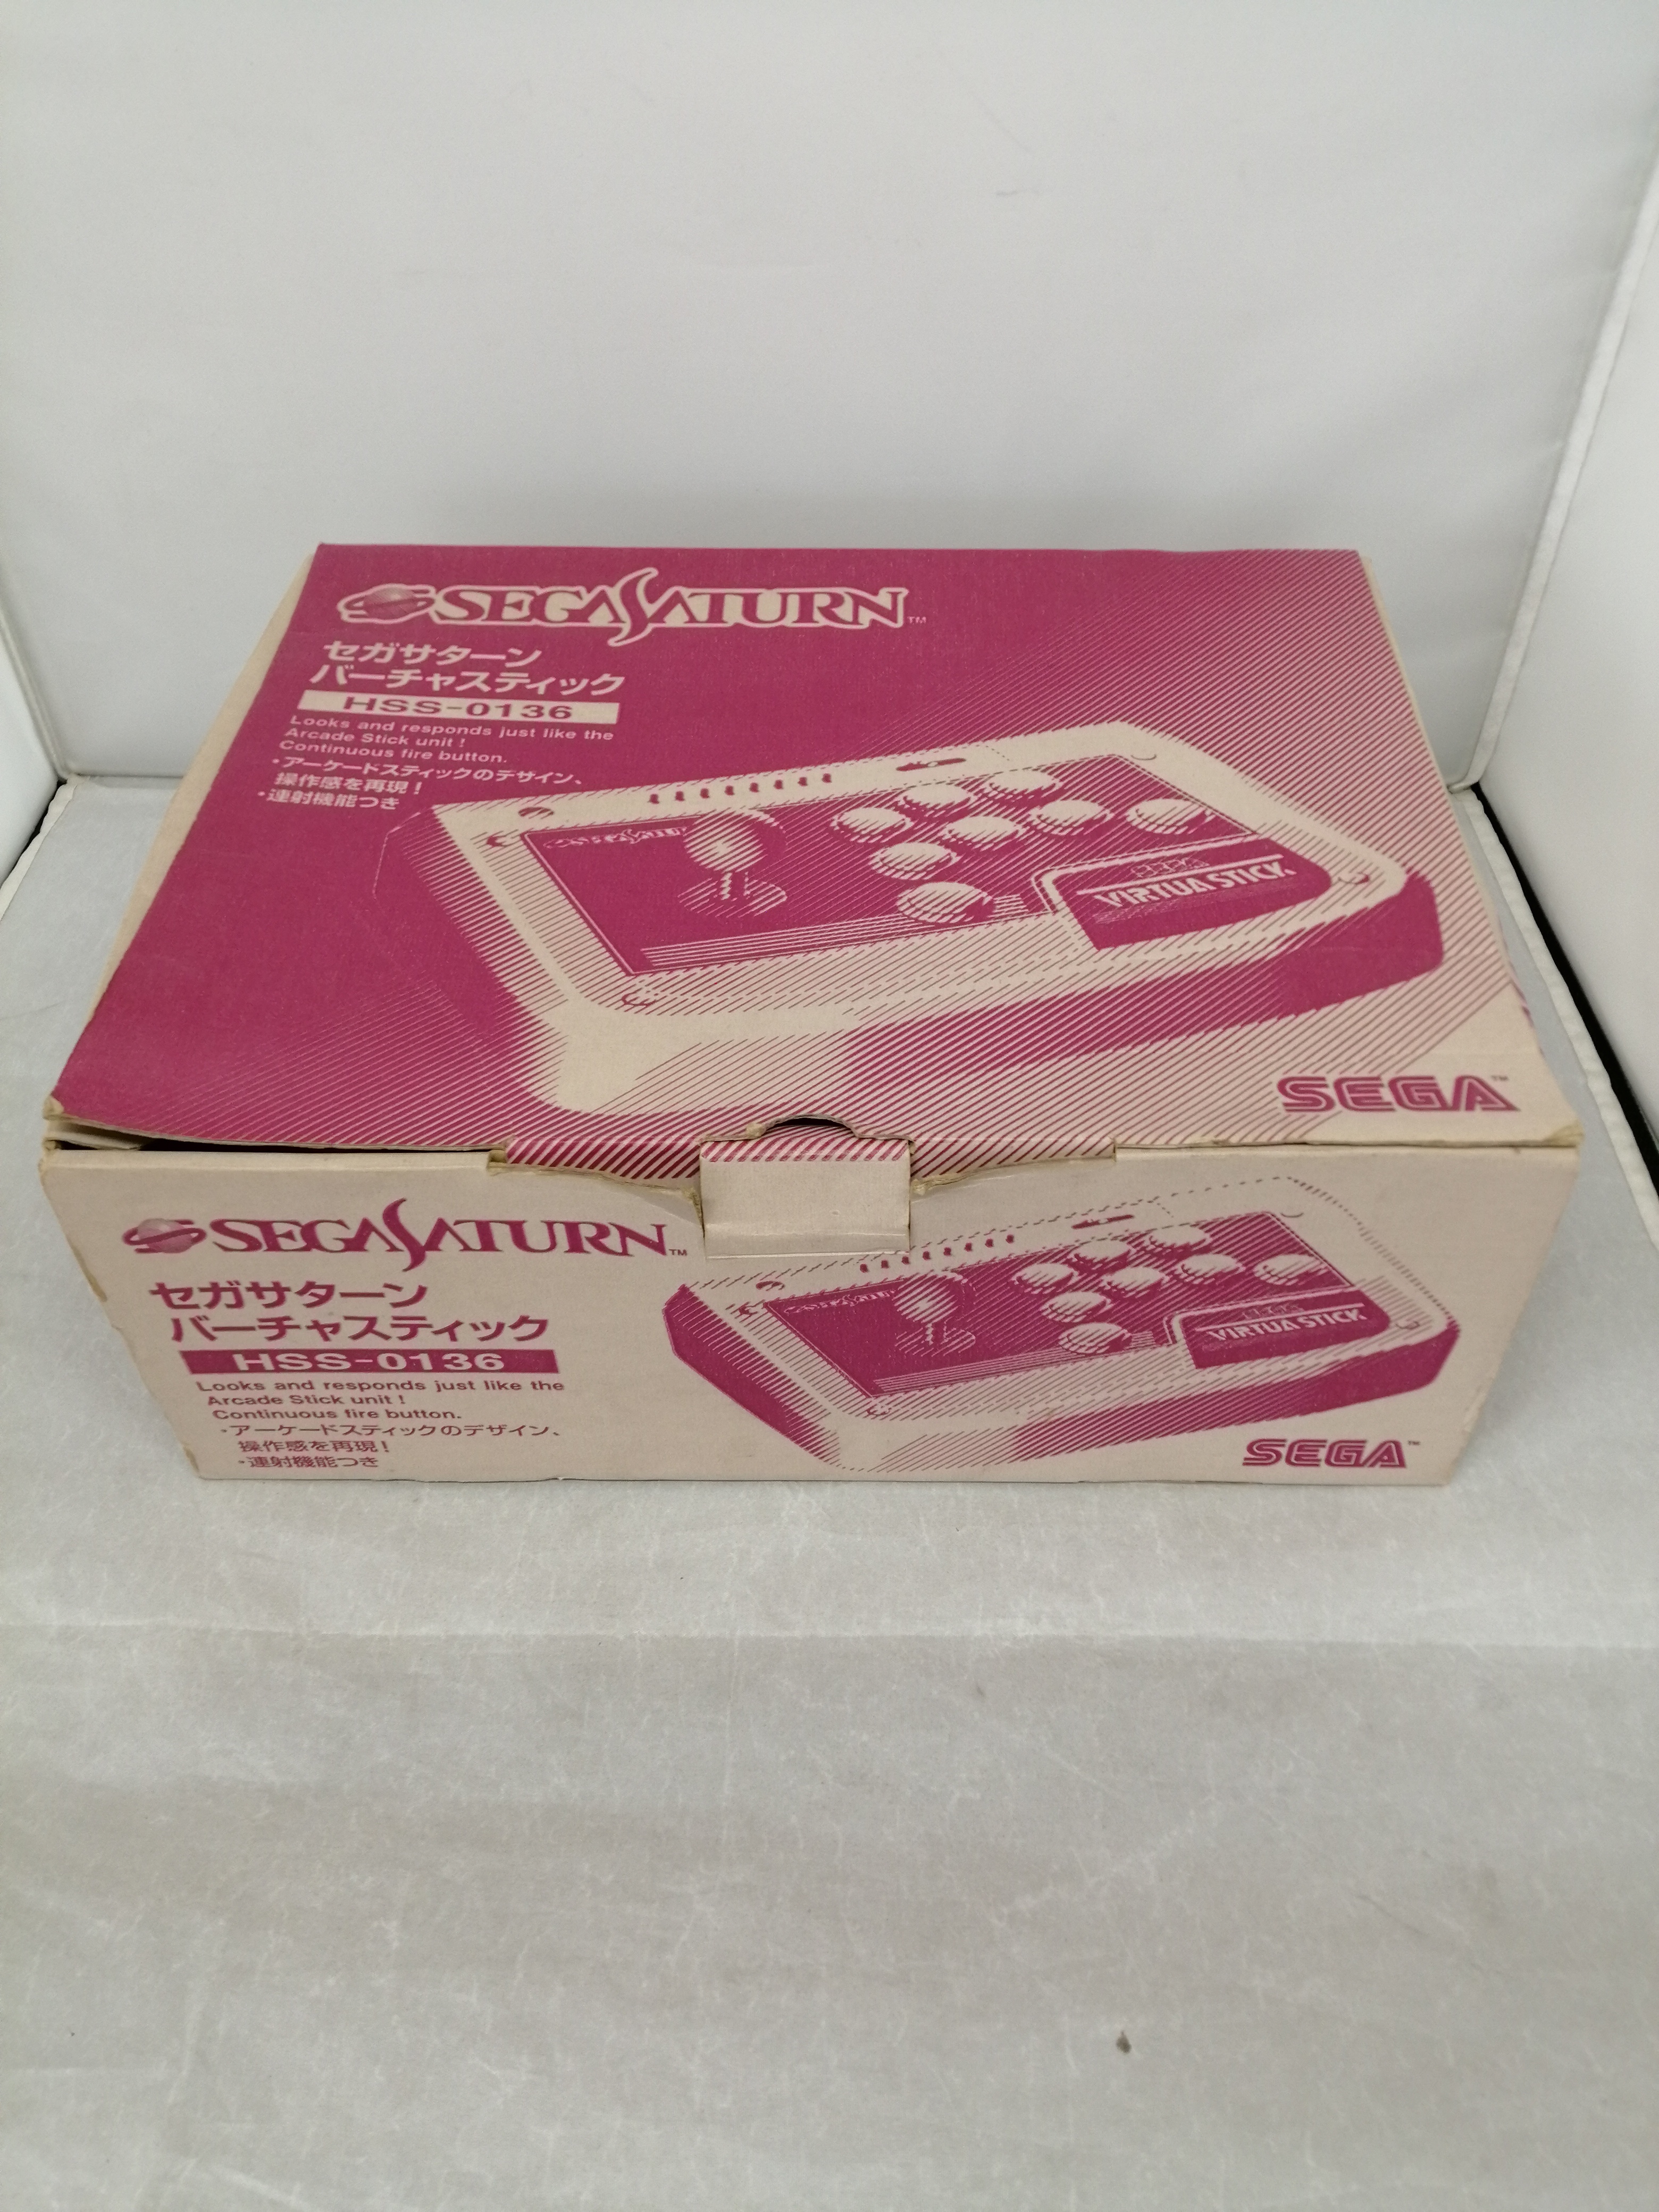 SEGA SATURN™
セガサターン
バーチャスティック
HSS-0136
Looks and responds just like the
Arcade Stick unit !
Continuous fire button.
・アーケードスティックのデザイン、
操作感を再現!
・連射機能つき
VIRTUA STICK
SEGA™
SEGA SATURN™
セガサターン
バーチャスティック
HSS-0136
Looks and responds just like the
Arcade Stick unit !
Continuous fire button.
・アーケードスティックのデザイン、
操作感を再現!
・連射機能つき
VIRTUA STICK
SEGA™